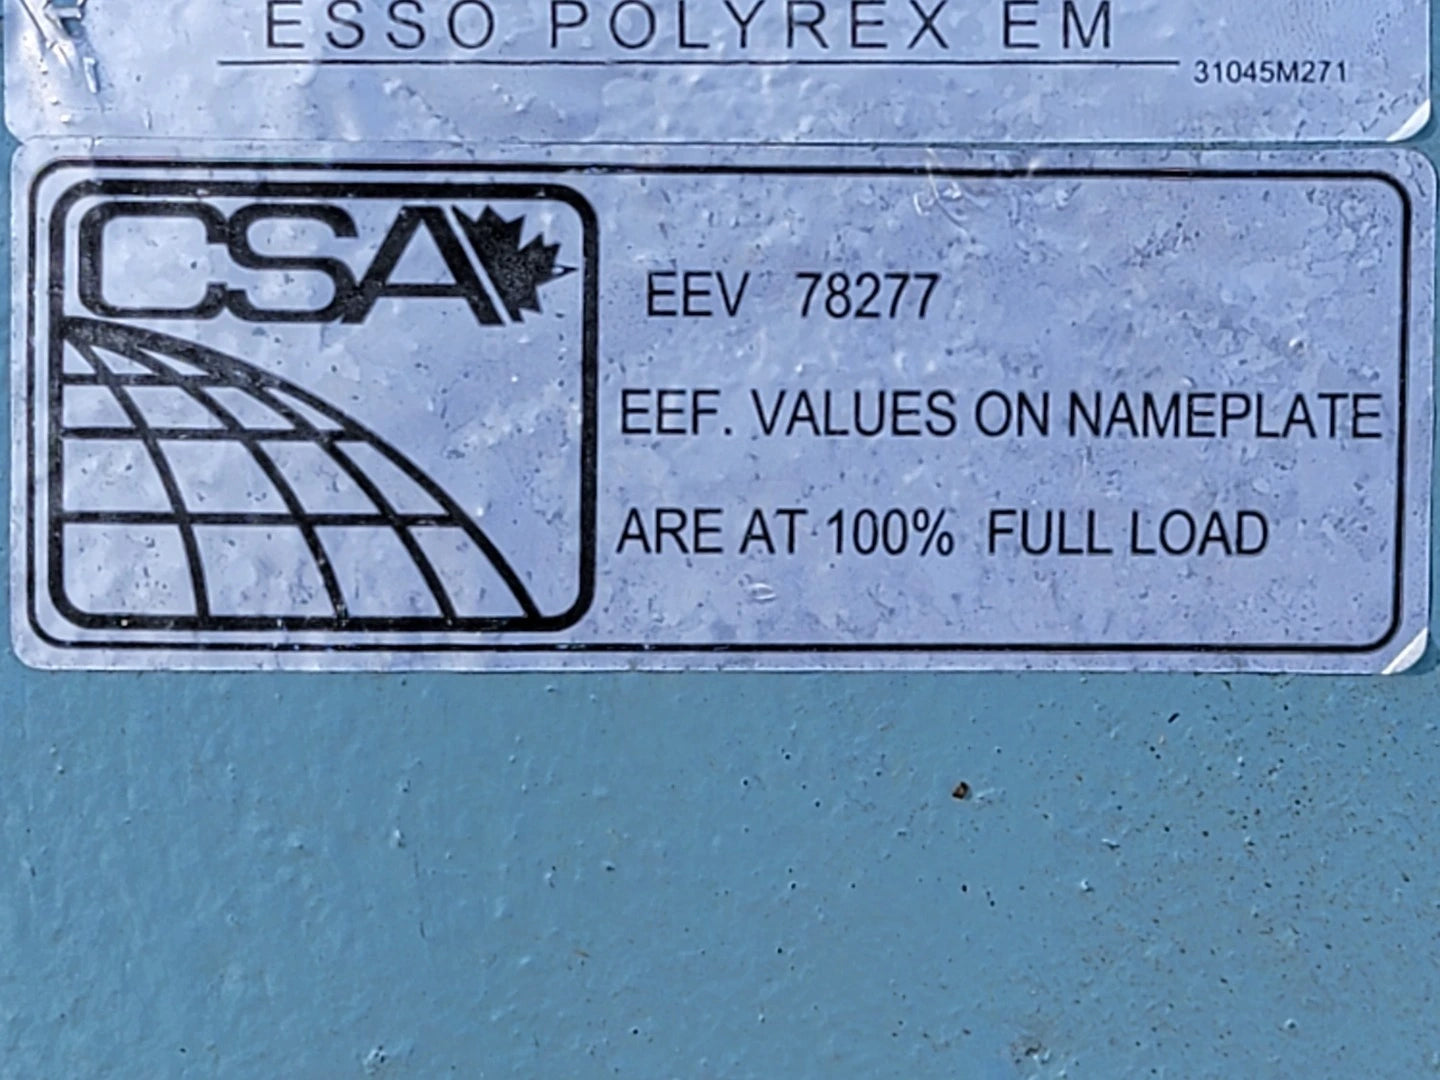 ESSO POLYREX EM
31045M271
CSA
EEV 78277
EEF. VALUES ON NAMEPLATE
ARE AT 100% FULL LOAD